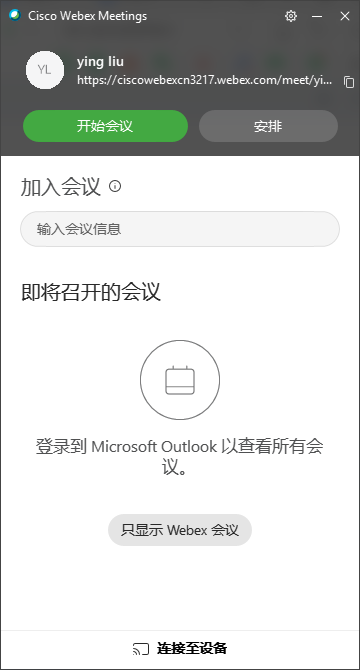 Cisco Webex Meetings
YL
ying liu
https://ciscowebexcn3217.webex.com/meet/yi...
开始会议
安排
加入会议
输入会议信息
即将召开的会议
登录到 Microsoft Outlook 以查看所有会
议。
只显示 Webex 会议
连接至设备